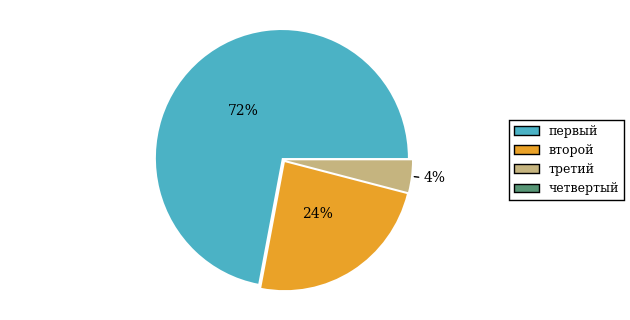 72%
24%
4%
первый
второй
третий
четвертый